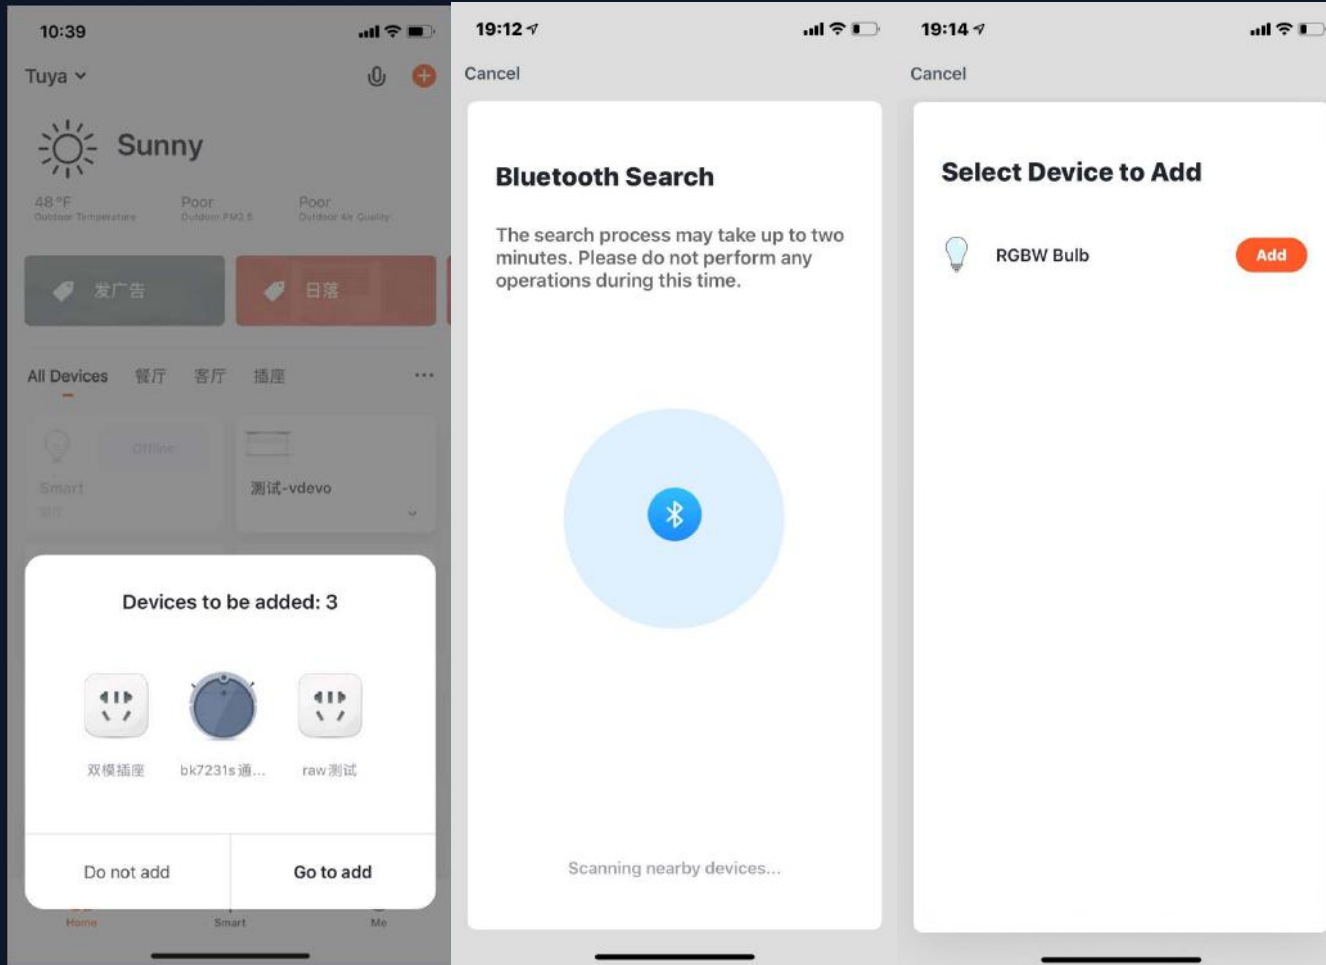 10:39
Tuya
Sunny
48 °F
Poor
Poor
Outdoor Temperature
Outdoor PM2.5
Outdoor Air Quality
发广告
日落
All Devices
餐厅
客厅
插座
Offline
Smart
测试-vdevo
Devices to be added: 3
双模插座
bk7231s通...
raw测试
Do not add
Go to add
Home
Smart
Me
19:12
Cancel
Bluetooth Search
The search process may take up to two
minutes. Please do not perform any
operations during this time.
Scanning nearby devices...
19:14
Cancel
Select Device to Add
RGBW Bulb
Add